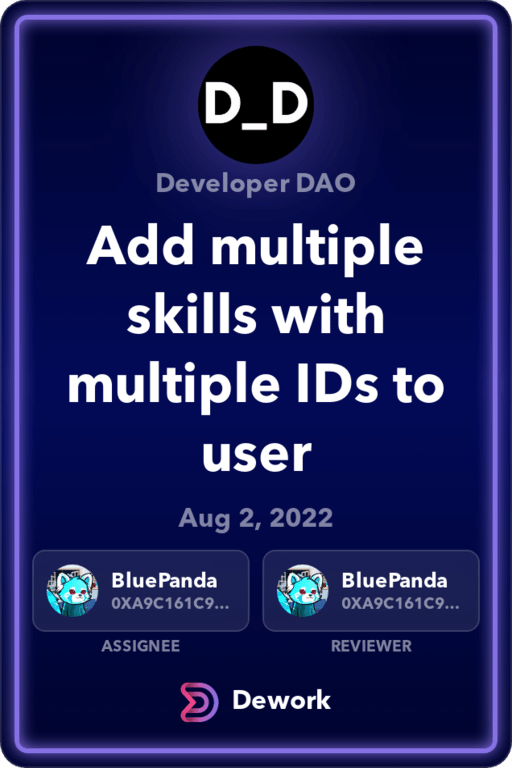 D_D
Developer DAO
Add multiple
skills with
multiple IDs to
user
Aug 2, 2022
BluePanda
0XA9C161C9...
BluePanda
0XA9C161C9...
ASSIGNEE
REVIEWER
Dework